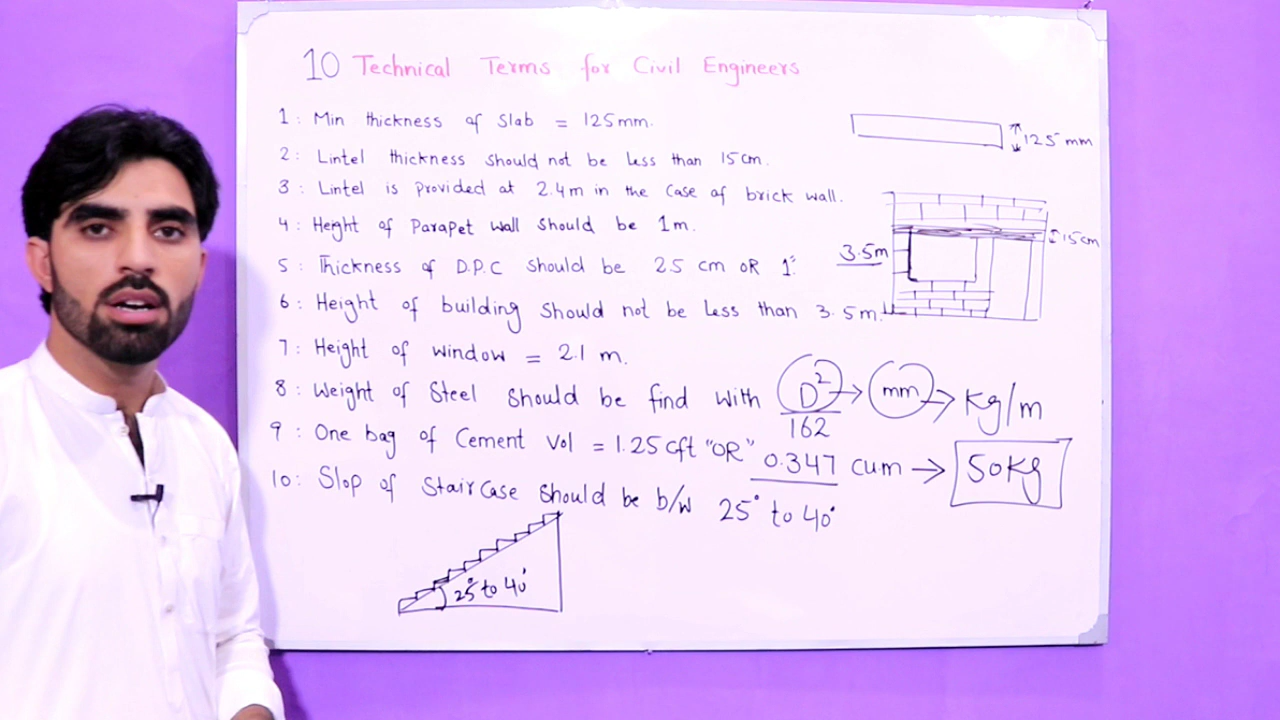 10 Technical Terms for Civil Engineers
1: Min thickness of Slab = 125mm.
125 mm
2: Lintel thickness should not be less than 15cm.
3: Lintel is provided at 2.4m in the case of brick wall.
4: Height of Parapet wall should be 1m.
15cm
3.5m
5: Thickness of D.P.C should be 2.5 cm OR 1"
6: Height of building should not be less than 3.5m.
7: Height of window = 2.1 m.
8: Weight of Steel should be find with D²/162 → mm → Kg/m
9: One bag of Cement Vol = 1.25 cft "OR" 0.347 cum → 50Kg
10: Slop of StairCase should be b/w 25° to 40°
25° to 40°